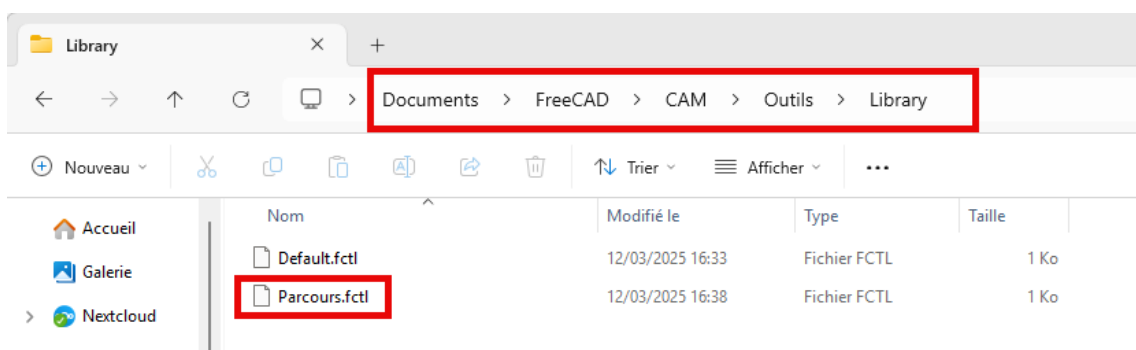 Library
Documents > FreeCAD > CAM > Outils > Library
Nouveau Trier Afficher
Nom Modifié le Type Taille
Accueil
Galerie
Nextcloud
Default.fctl 12/03/2025 16:33 Fichier FCTL 1 Ko
Parcours.fctl 12/03/2025 16:38 Fichier FCTL 1 Ko